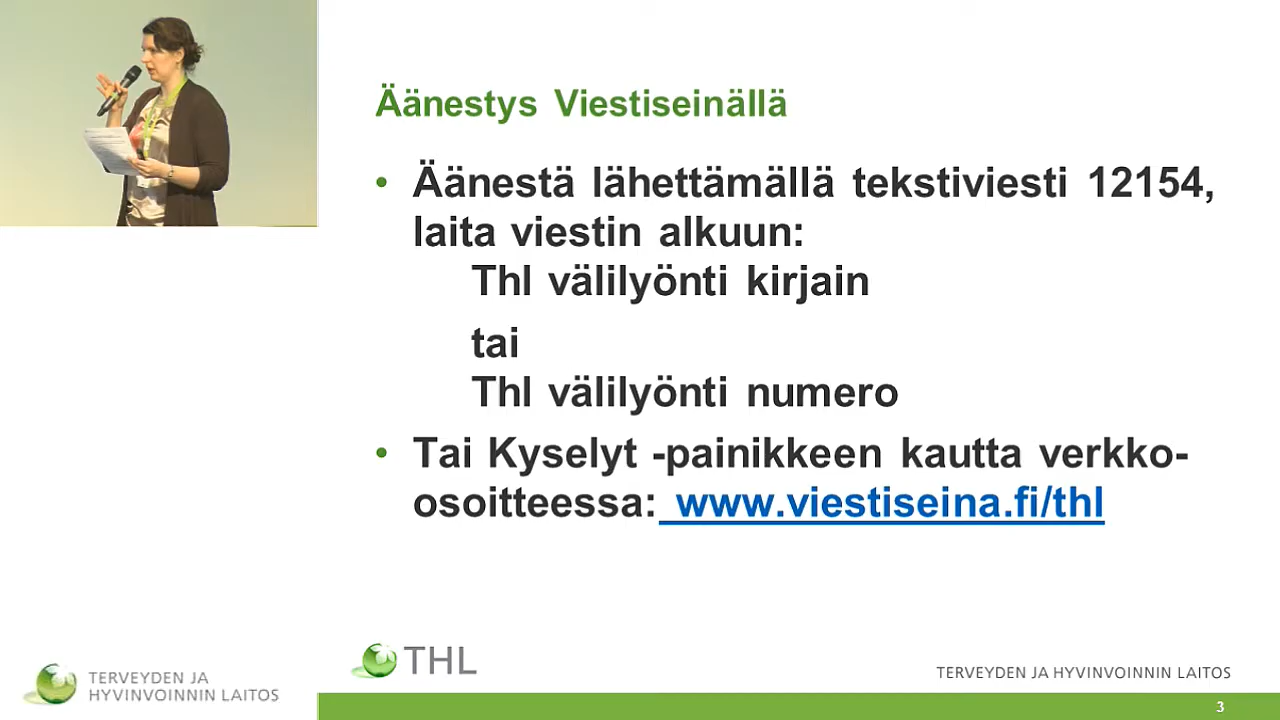 Äänestys Viestiseinällä
• Äänestä lähettämällä tekstiviesti 12154,
laita viestin alkuun:
Thl välilyönti kirjain
tai
Thl välilyönti numero
• Tai Kyselyt -painikkeen kautta verkko-
osoitteessa: www.viestiseina.fi/thl
TERVEYDEN JA
HYVINVOINNIN LAITOS
THL
TERVEYDEN JA HYVINVOINNIN LAITOS
3